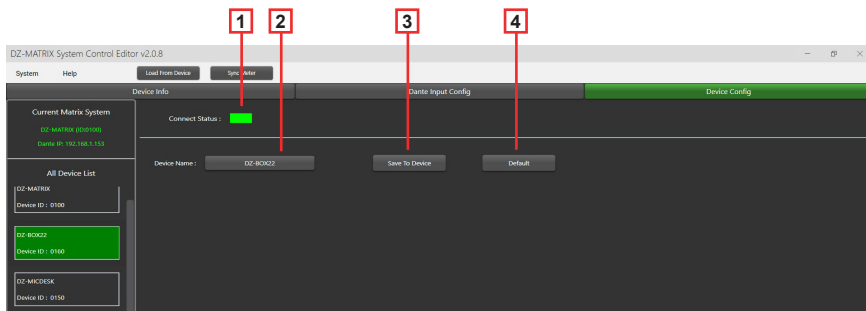 1 2 3 4
DZ-MATRIX System Control Editor v2.0.8
System Help Load From Device Sync Meter
Device Info Dante Input Config Device Config
Current Matrix System
DZ-MATRIX (ID:0100)
Dante IP: 192.168.1.153
Connect Status :
All Device List
Device Name : DZ-BOX22 Save To Device Default
DZ-MATRIX
Device ID : 0100
DZ-BOX22
Device ID : 0160
DZ-MICDESK
Device ID : 0150